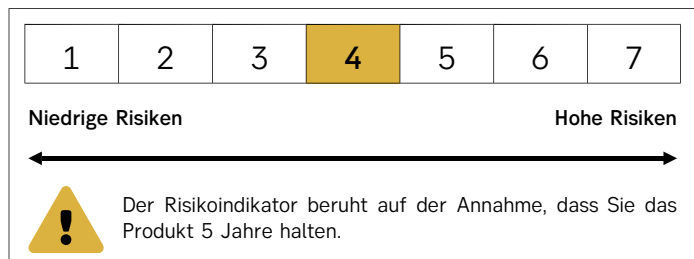 1 2 3 4 5 6 7
Niedrige Risiken Hohe Risiken
Der Risikoindikator beruht auf der Annahme, dass Sie das
Produkt 5 Jahre halten.